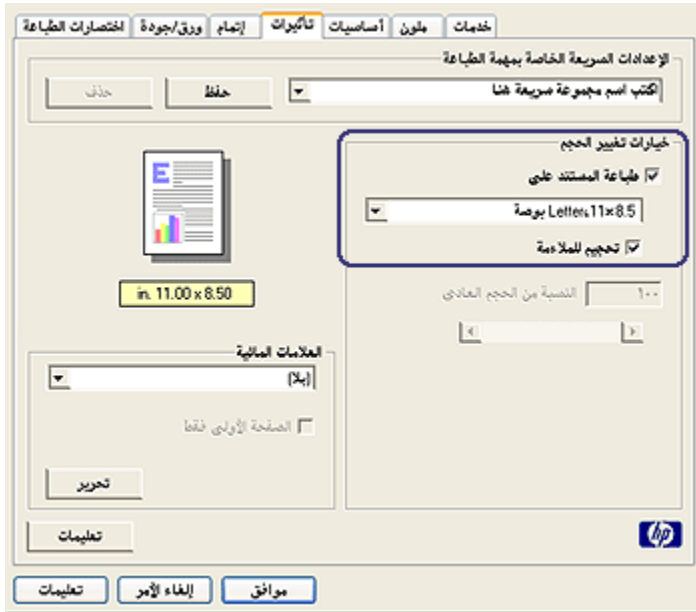 خدمات ملون أساسيات تأثيرات إتمام ورق/جودة اختصارات الطباعة
الإعدادات السريعة الخاصة بمهمة الطباعة
اكتب اسم مجموعة سريعة هنا
حفظ
حذف
خيارات تغيير الحجم
طباعة المستند على
Letter، 11×8.5 بوصة
تحجيم للملاءمة
١٠٠ النسبة من الحجم العادي
E
in. 11.00 x 8.50
العلامات المائية
(بلا)
الصفحة الأولى فقط
تحرير
تعليمات
hp
موافق
إلغاء الأمر
تعليمات